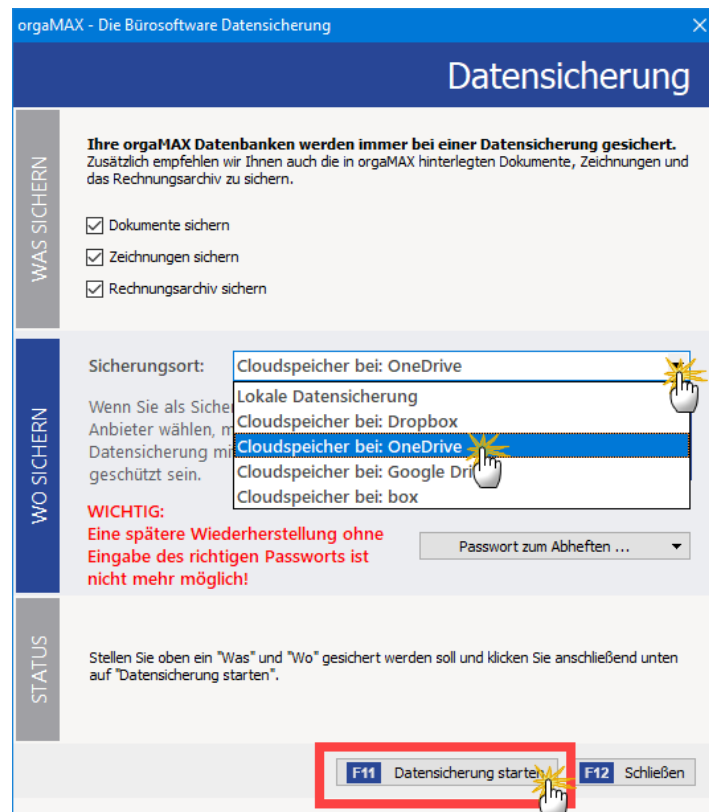 orgaMAX - Die Bürosoftware Datensicherung
Datensicherung
WAS SICHERN
Ihre orgaMAX Datenbanken werden immer bei einer Datensicherung gesichert.
Zusätzlich empfehlen wir Ihnen auch die in orgaMAX hinterlegten Dokumente, Zeichnungen und
das Rechnungsarchiv zu sichern.
Dokumente sichern
Zeichnungen sichern
Rechnungsarchiv sichern
WO SICHERN
Sicherungsort: Cloudspeicher bei: OneDrive
Lokale Datensicherung
Cloudspeicher bei: Dropbox
Cloudspeicher bei: OneDrive
Cloudspeicher bei: Google
Cloudspeicher bei: box
Wenn Sie als
Anbieter wählen,
Datensicherung
geschützt sein.
WICHTIG:
Eine spätere Wiederherstellung ohne
Eingabe des richtigen Passworts ist
nicht mehr möglich!
Passwort zum Abheften ...
STATUS
Stellen Sie oben ein "Was" und "Wo" gesichert werden soll und klicken Sie anschließend unten
auf "Datensicherung starten".
F11 Datensicherung starten
F12 Schließen